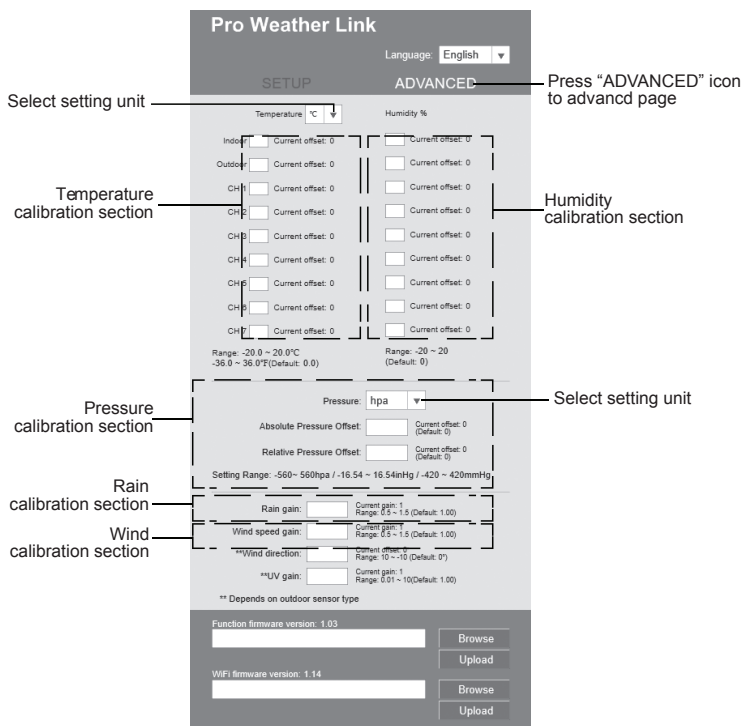 Pro Weather Link
Language: English
SETUP ADVANCED
Press “ADVANCED” icon
to advancd page
Select setting unit
Temperature °C Humidity %
Indoor Current offset: 0 Current offset: 0
Outdoor Current offset: 0 Current offset: 0
CH 1 Current offset: 0 Current offset: 0
CH 2 Current offset: 0 Current offset: 0
CH 3 Current offset: 0 Current offset: 0
CH 4 Current offset: 0 Current offset: 0
CH 5 Current offset: 0 Current offset: 0
CH 6 Current offset: 0 Current offset: 0
CH 7 Current offset: 0 Current offset: 0
Temperature
calibration section
Humidity
calibration section
Range: -20.0 ~ 20.0°C
-36.0 ~ 36.0°F(Default: 0.0)
Range: -20 ~ 20
(Default: 0)
Pressure
calibration section
Pressure: hpa
Select setting unit
Absolute Pressure Offset: Current offset: 0
(Default: 0)
Relative Pressure Offset: Current offset: 0
(Default: 0)
Setting Range: -560~ 560hpa / -16.54 ~ 16.54inHg / -420 ~ 420mmHg
Rain
calibration section
Rain gain: Current gain: 1
Range: 0.5 ~ 1.5 (Default: 1.00)
Wind
calibration section
Wind speed gain: Current gain: 1
Range: 0.5 ~ 1.5 (Default: 1.00)
**Wind direction: Current offset: 0
Range: 10 ~ -10 (Default: 0°)
**UV gain: Current gain: 1
Range: 0.01 ~ 10(Default: 1.00)
** Depends on outdoor sensor type
Function firmware version: 1.03
Browse
Upload
WiFi firmware version: 1.14
Browse
Upload